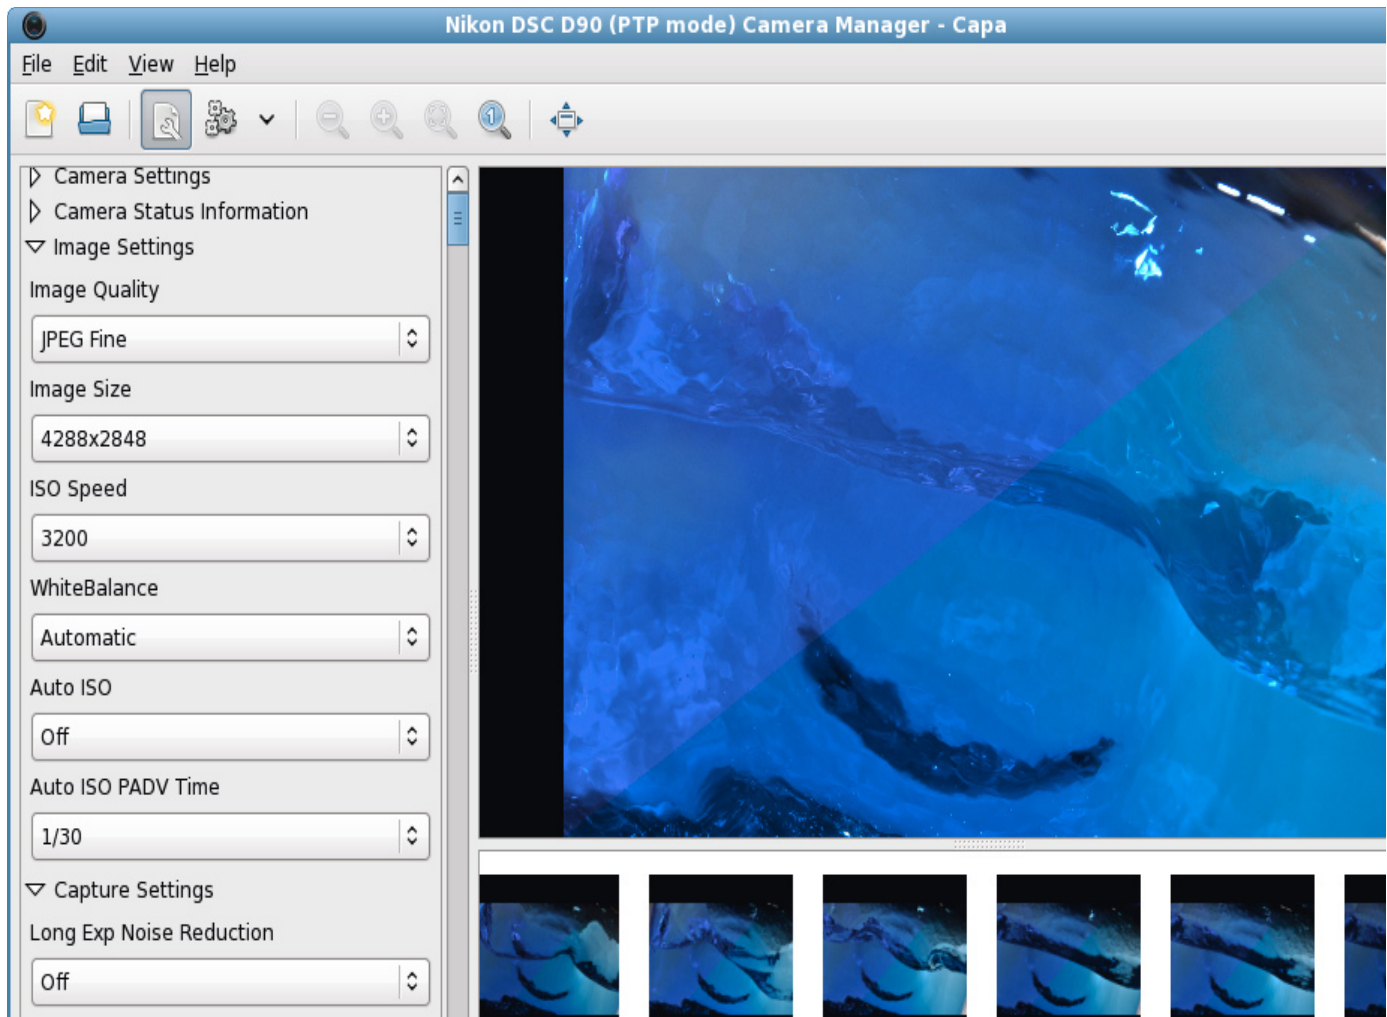 Nikon DSC D90 (PTP mode) Camera Manager - Capa
File Edit View Help
1
Camera Settings
Camera Status Information
Image Settings
Image Quality
JPEG Fine
Image Size
4288x2848
ISO Speed
3200
WhiteBalance
Automatic
Auto ISO
Off
Auto ISO PADV Time
1/30
Capture Settings
Long Exp Noise Reduction
Off